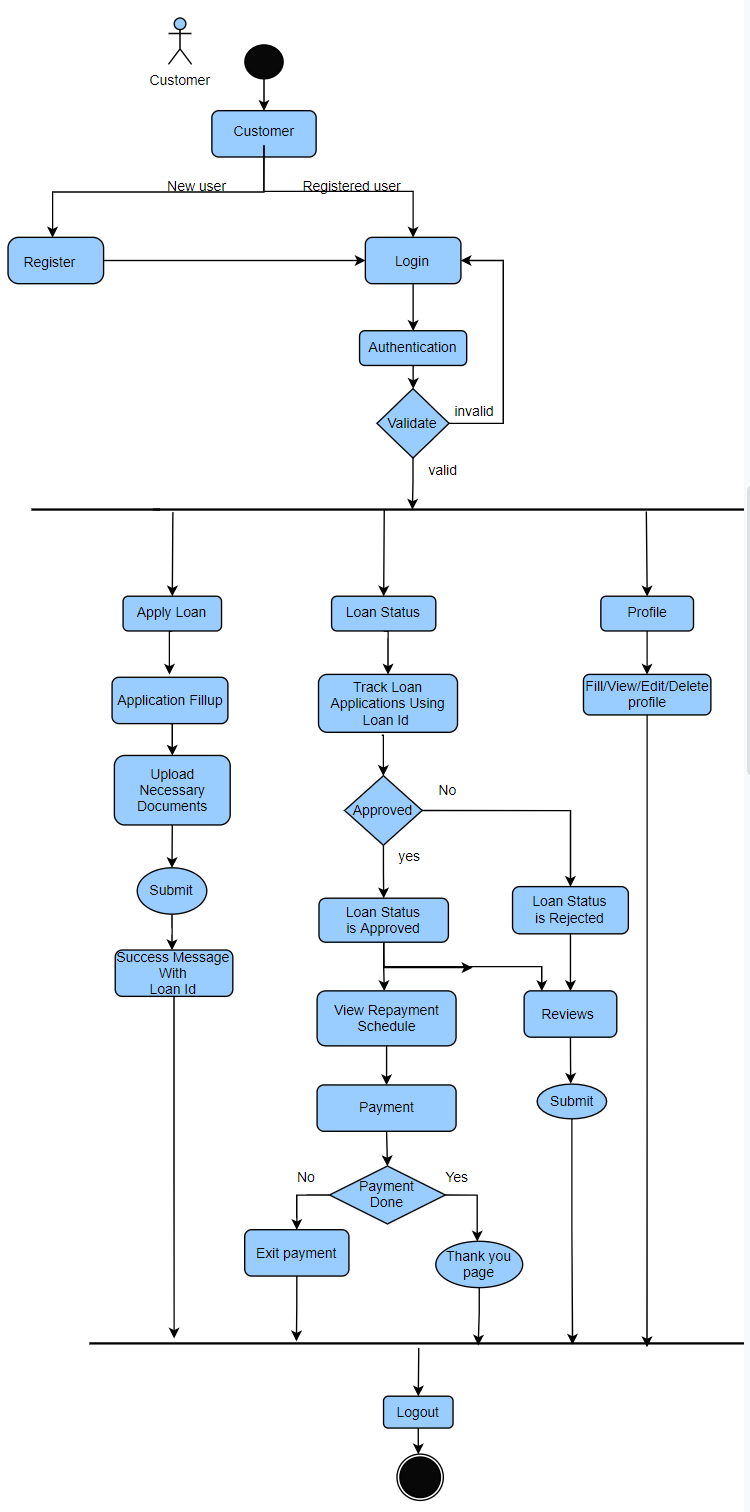 Customer
Customer
New user
Registered user
Register
Login
Authentication
Validate
invalid
valid
Apply Loan
Loan Status
Profile
Application Fillup
Track Loan
Applications Using
Loan Id
Fill/View/Edit/Delete
profile
Upload
Necessary
Documents
Approved
No
yes
Submit
Loan Status
is Approved
Loan Status
is Rejected
Success Message
With
Loan Id
View Repayment
Schedule
Reviews
Payment
Submit
No
Payment
Done
Yes
Exit payment
Thank you
page
Logout